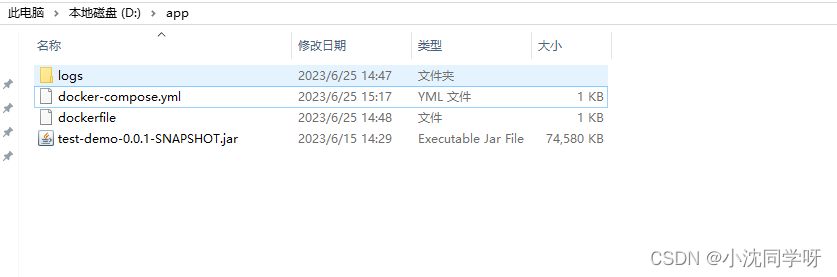 此电脑 > 本地磁盘 (D:) > app
名称 修改日期 类型 大小
logs 2023/6/25 14:47 文件夹
docker-compose.yml 2023/6/25 15:17 YML 文件 1 KB
dockerfile 2023/6/25 14:48 文件 1 KB
test-demo-0.0.1-SNAPSHOT.jar 2023/6/15 14:29 Executable Jar File 74,580 KB
CSDN @小沈同学呀